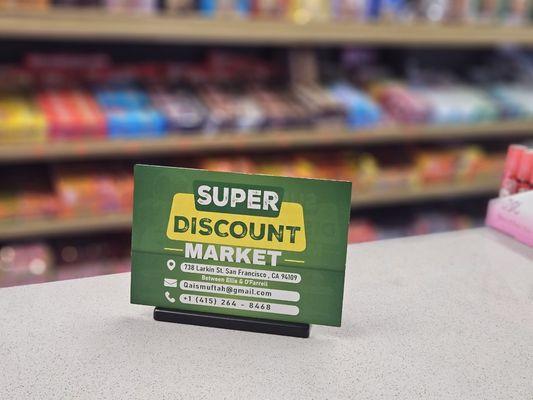 SUPER
DISCOUNT
MARKET
738 Larkin St. San Francisco, CA 94109
Between Ellis & O'Farrell
Qaismuftah@gmail.com
+1 (415) 264 - 8468